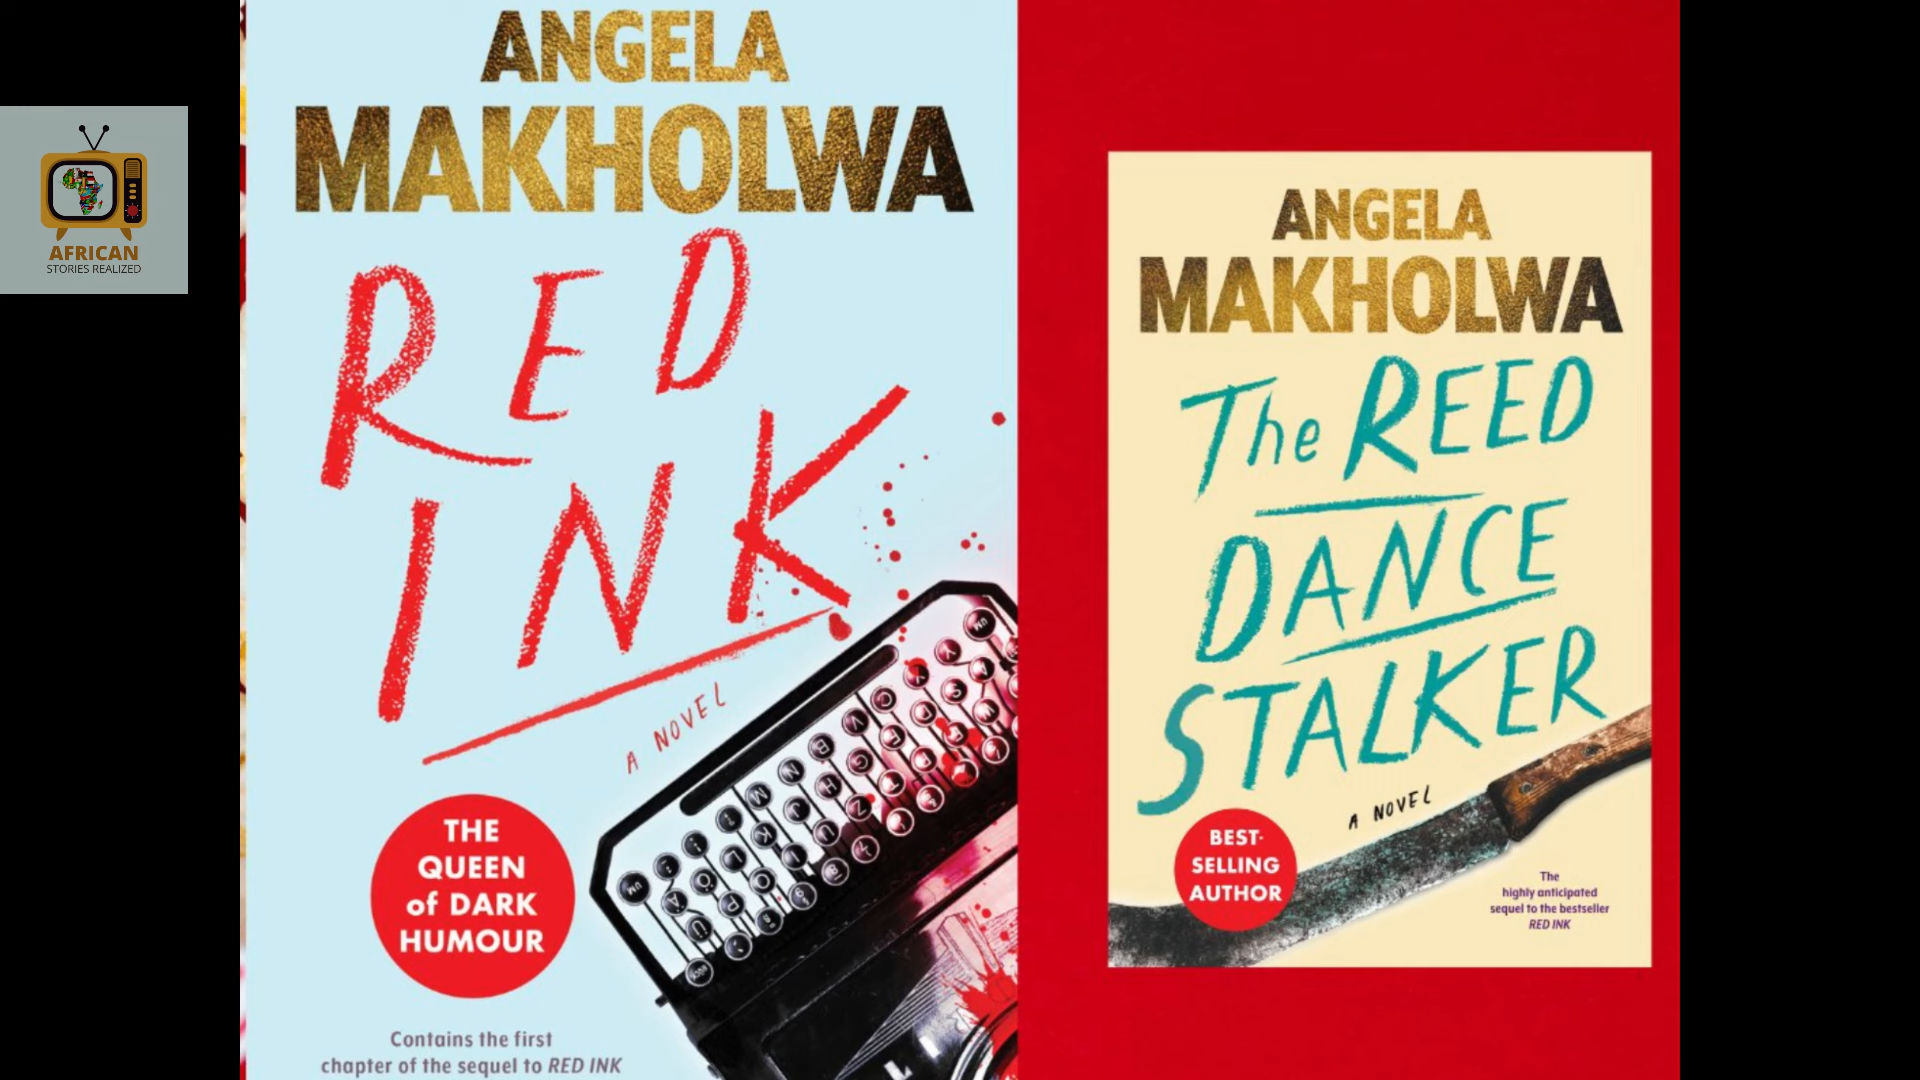 AFRICAN
STORIES REALIZED
ANGELA
MAKHOLWA
RED
INK
A NOVEL
THE
QUEEN
of DARK
HUMOUR
Contains the first
chapter of the sequel to RED INK
ANGELA
MAKHOLWA
The REED
DANCE
STALKER
A NOVEL
BEST-
SELLING
AUTHOR
The
highly anticipated
sequel to the bestseller
RED INK